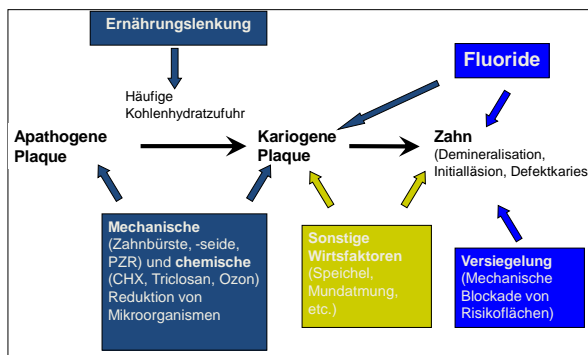 Ernährungslenkung
Fluoride
Häufige
Kohlenhydratzufuhr
Apathogene
Plaque
Kariogene
Plaque
Zahn
(Demineralisation,
Initialläsion, Defektkaries)
Mechanische
(Zahnbürste, -seide,
PZR) und chemische
(CHX, Triclosan, Ozon)
Reduktion von
Mikroorganismen
Sonstige
Wirtsfaktoren
(Speichel,
Mundatmung,
etc.)
Versiegelung
(Mechanische
Blockade von
Risikoflächen)